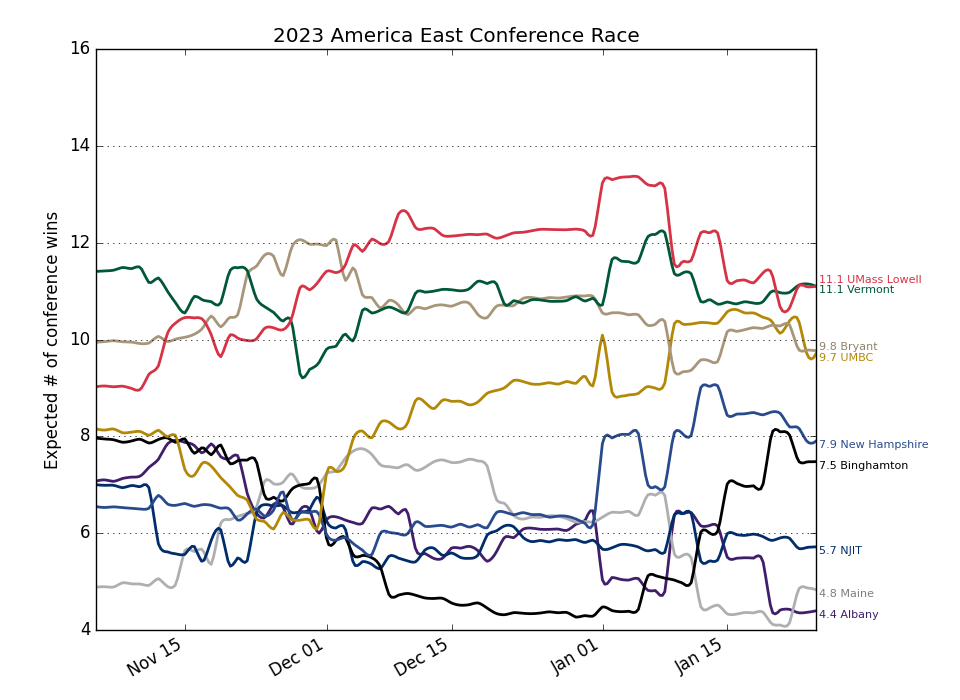 2023 America East Conference Race
Expected # of conference wins
16
14
12
10
8
6
4
11.1 UMass Lowell
11.1 Vermont
9.8 Bryant
9.7 UMBC
7.9 New Hampshire
7.5 Binghamton
5.7 NJIT
4.8 Maine
4.4 Albany
Nov 15
Dec 01
Dec 15
Jan 01
Jan 15